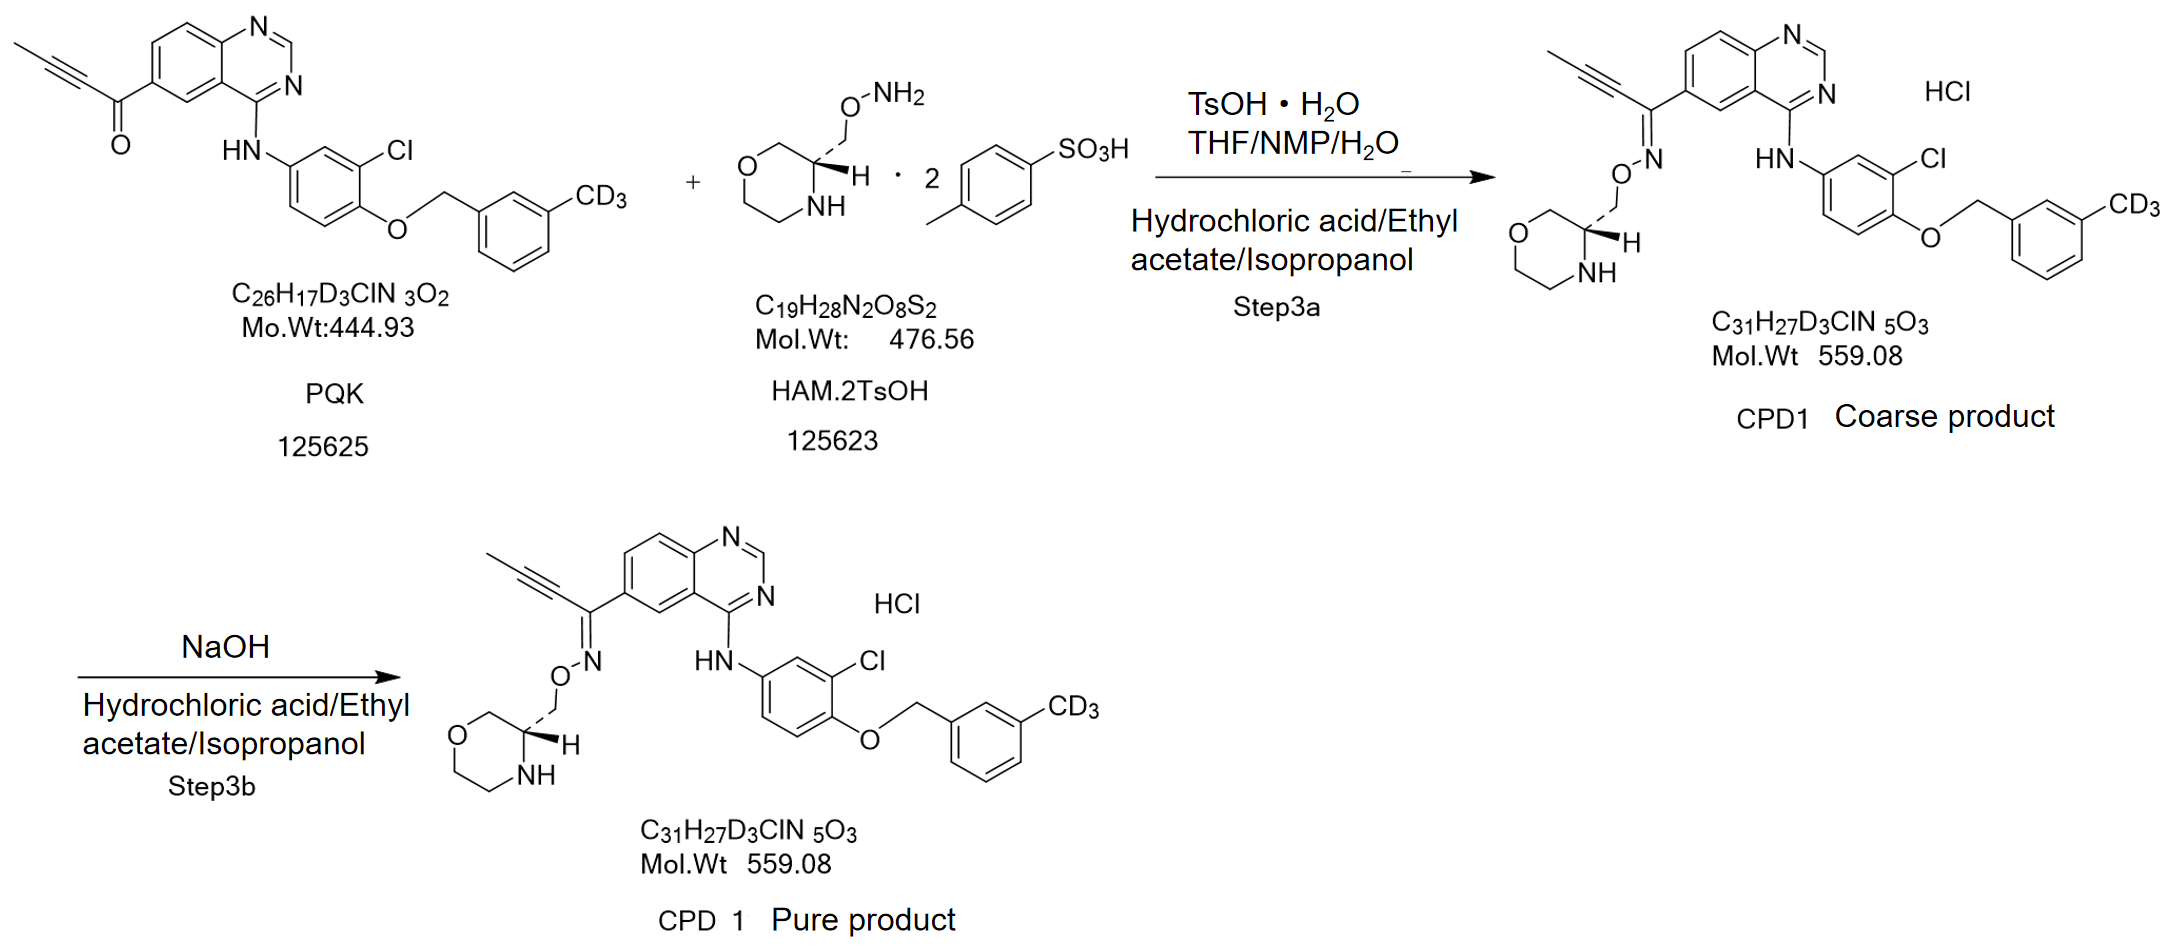 N
N
O
HN
Cl
O
CD3
C26H17D3ClN 3O2
Mo.Wt:444.93
PQK
125625
+
O-NH2
O
H
NH
· 2
SO3H
C19H28N2O8S2
Mol.Wt: 476.56
HAM.2TsOH
125623
TsOH • H2O
THF/NMP/H2O
Hydrochloric acid/Ethyl
acetate/Isopropanol
Step3a
N
N
HCl
O
N
HN
Cl
O
H
NH
O
CD3
C31H27D3ClN 5O3
Mol.Wt 559.08
CPD1 Coarse product
NaOH
Hydrochloric acid/Ethyl
acetate/Isopropanol
Step3b
N
N
HCl
O
N
HN
Cl
O
H
NH
O
CD3
C31H27D3ClN 5O3
Mol.Wt 559.08
CPD 1 Pure product